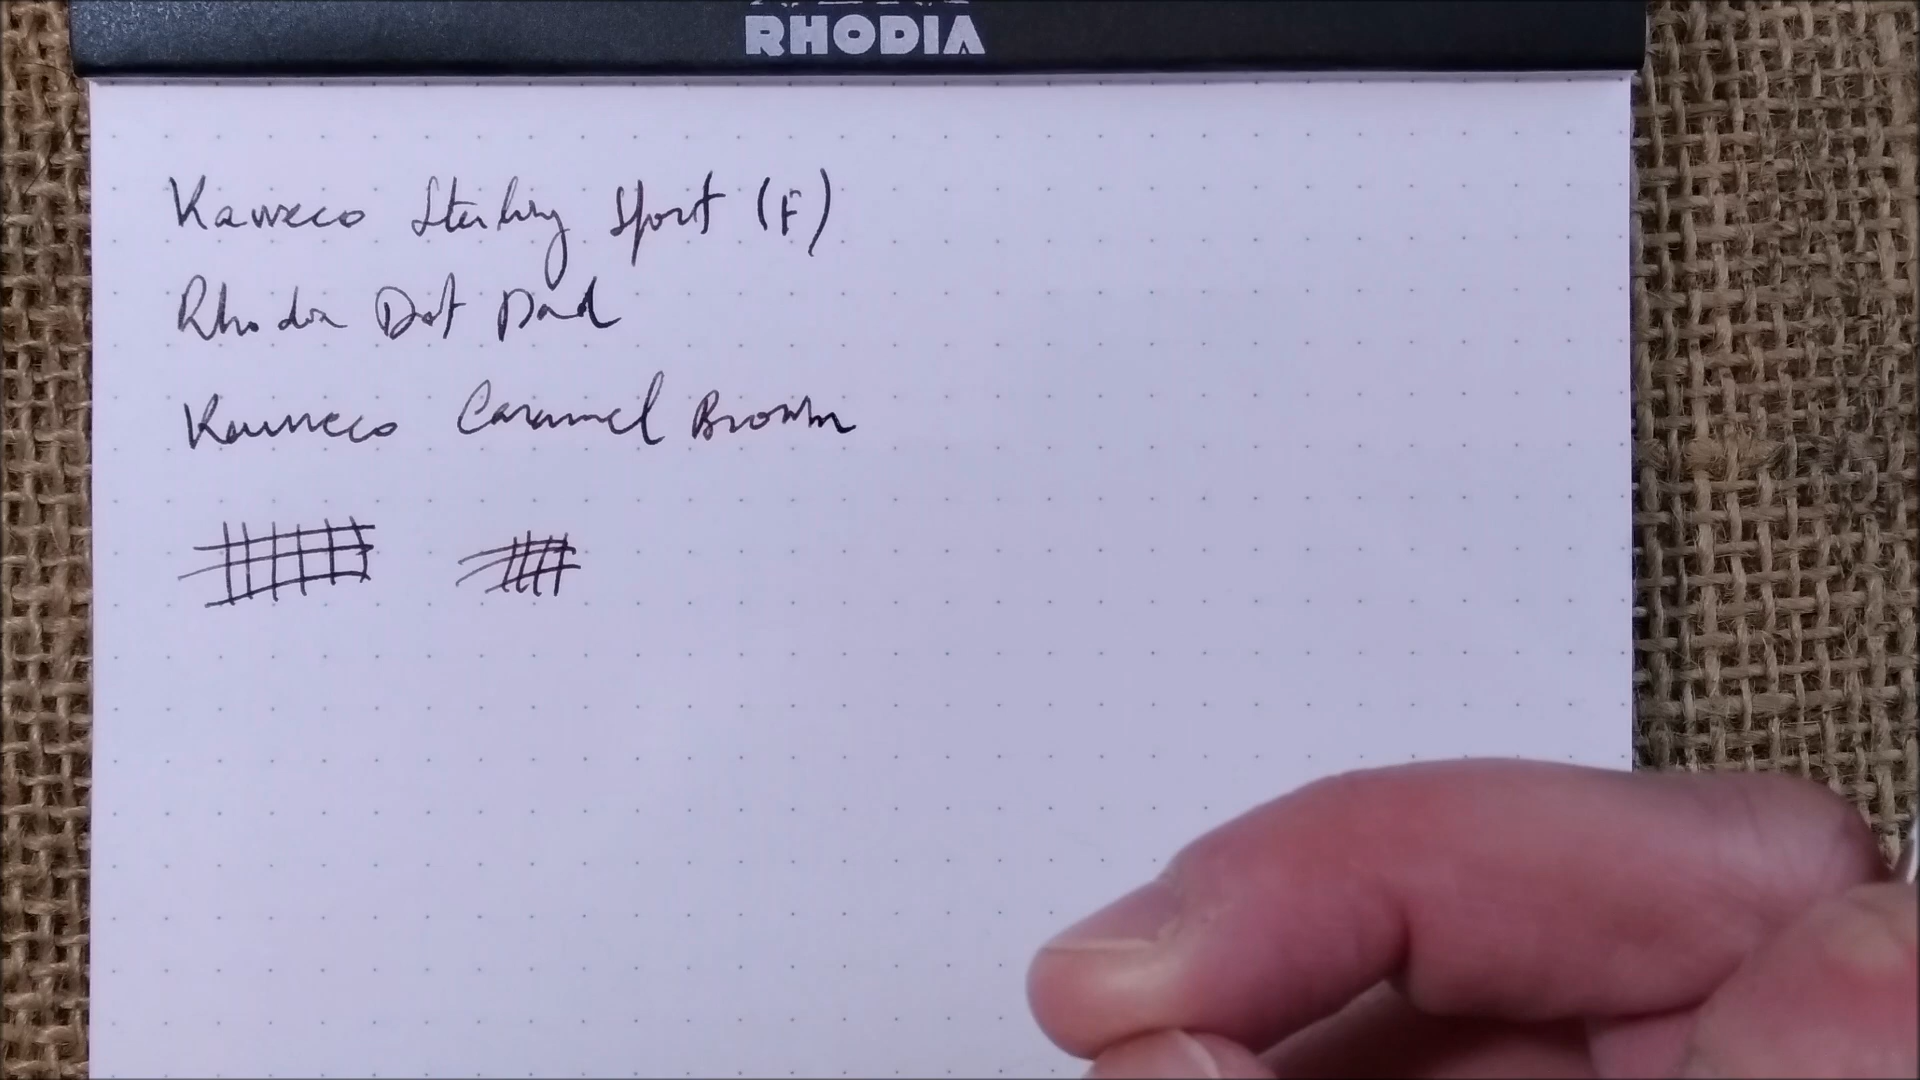 RHODIA
Kaweco Sterling Sport (F)
Rhodia Dot Pad
Kaweco Caramel Brown